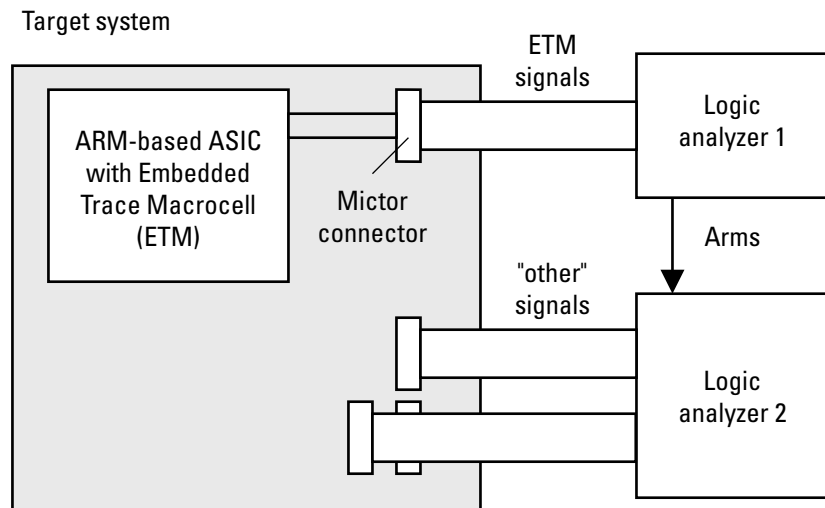 Target system
ETM
signals
Logic
analyzer 1
ARM-based ASIC
with Embedded
Trace Macrocell
(ETM)
Mictor
connector
Arms
"other"
signals
Logic
analyzer 2